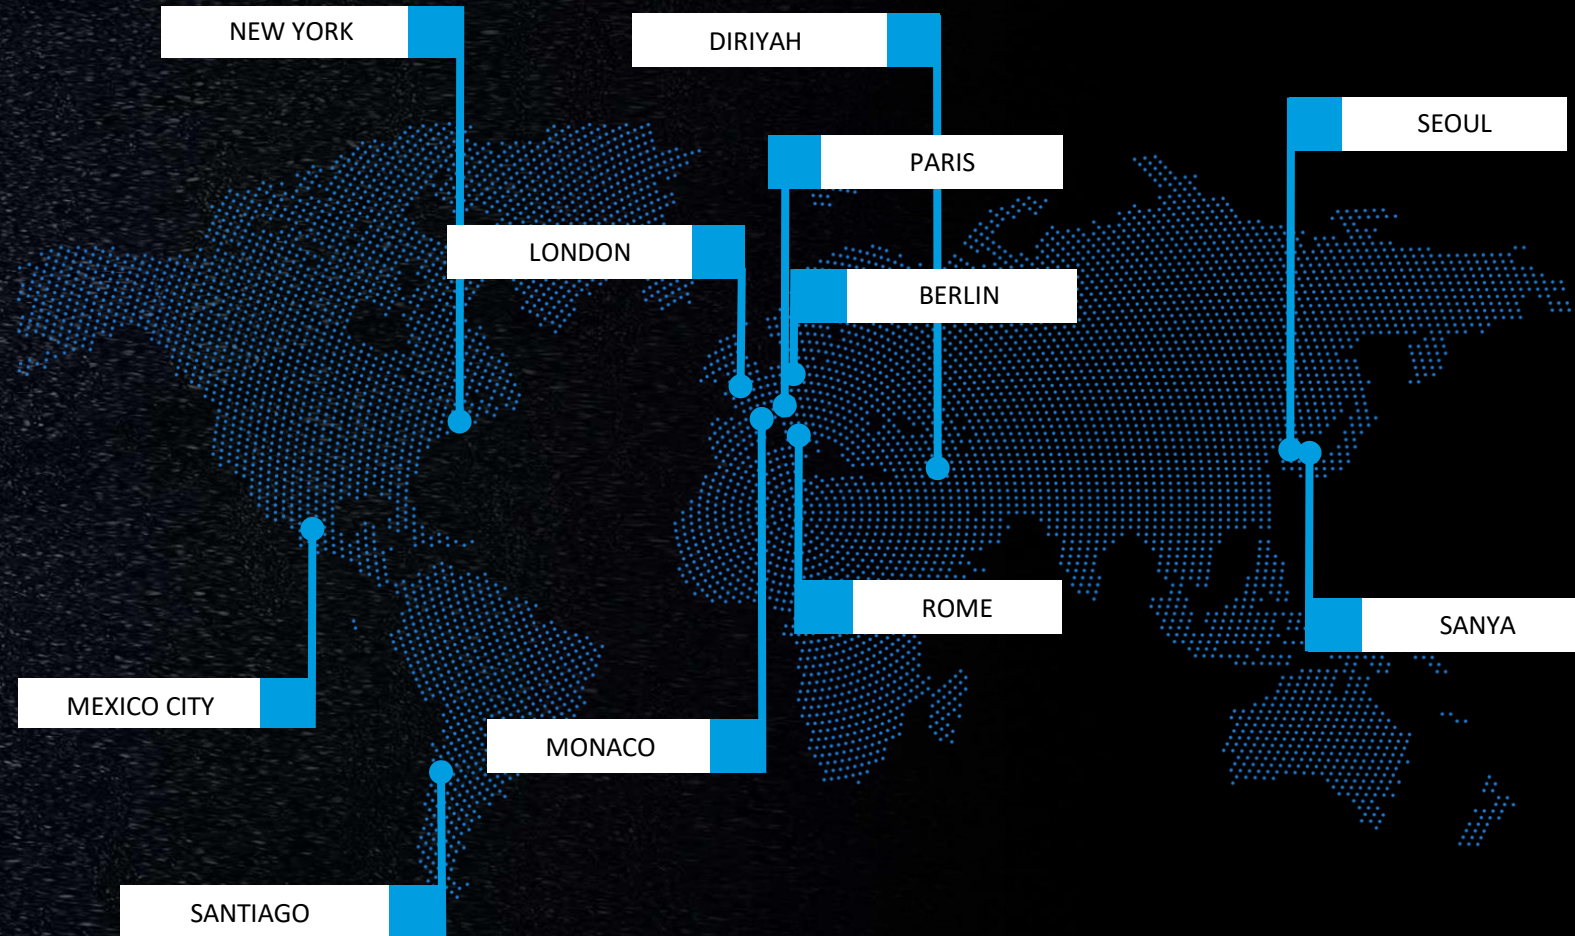 NEW YORK
DIRIYAH
SEOUL
PARIS
LONDON
BERLIN
ROME
SANYA
MEXICO CITY
MONACO
SANTIAGO